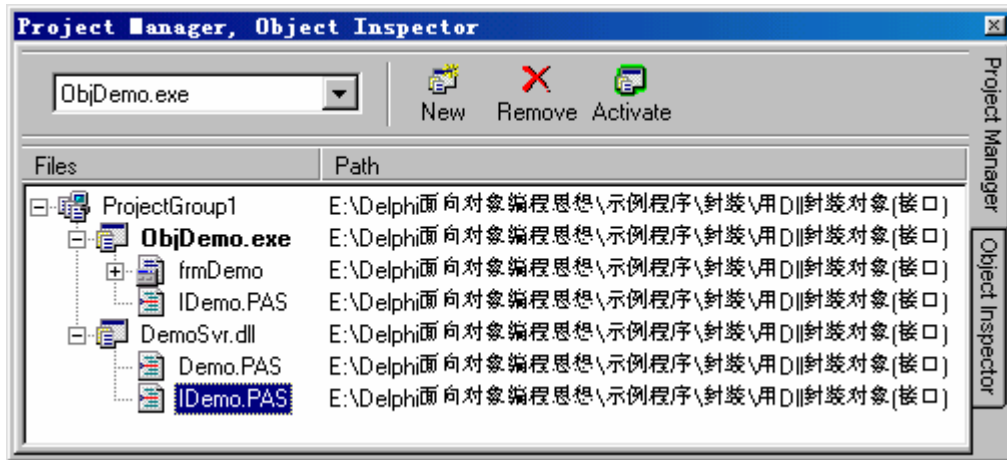 Project Manager, Object Inspector
ObjDemo.exe
New Remove Activate
Files Path
ProjectGroup1 E:\Delphi面向对象编程思想\示例程序\封装\用Dll封装对象(接口)
ObjDemo.exe E:\Delphi面向对象编程思想\示例程序\封装\用Dll封装对象(接口)
frmDemo E:\Delphi面向对象编程思想\示例程序\封装\用Dll封装对象(接口)
IDemo.PAS E:\Delphi面向对象编程思想\示例程序\封装\用Dll封装对象(接口)
DemoSvr.dll E:\Delphi面向对象编程思想\示例程序\封装\用Dll封装对象(接口)
Demo.PAS E:\Delphi面向对象编程思想\示例程序\封装\用Dll封装对象(接口)
IDemo.PAS E:\Delphi面向对象编程思想\示例程序\封装\用Dll封装对象(接口)
Project Manager
Object Inspector